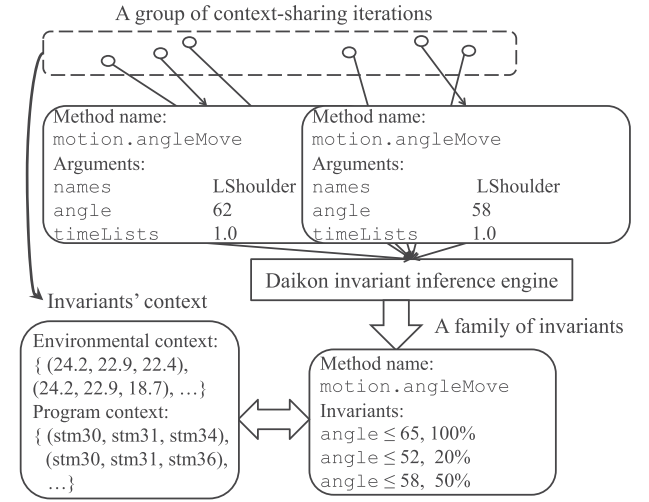 A group of context-sharing iterations
Method name:
motion.angleMove
Arguments:
names LShoulder
angle 62
timeLists 1.0
Method name:
motion.angleMove
Arguments:
names LShoulder
angle 58
timeLists 1.0
Daikon invariant inference engine
Invariants’ context
A family of invariants
Environmental context:
{ (24.2, 22.9, 22.4),
(24.2, 22.9, 18.7), …}
Program context:
{ (stm30, stm31, stm34),
(stm30, stm31, stm36),
…}
Method name:
motion.angleMove
Invariants:
angle ≤ 65, 100%
angle ≤ 52, 20%
angle ≤ 58, 50%